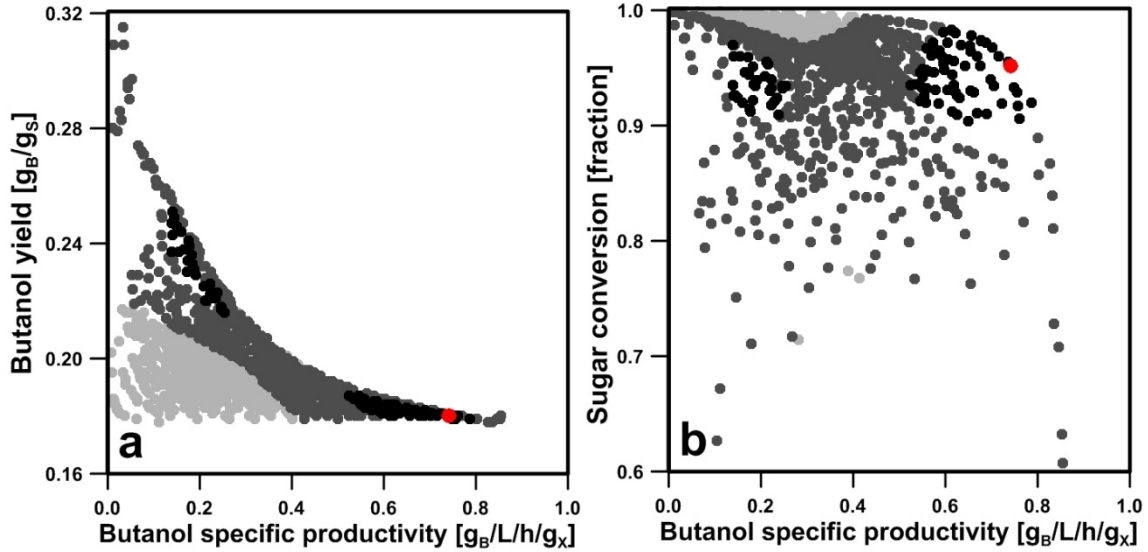 0.32
0.28
0.24
0.20
0.16
Butanol yield [gB/gS]
a
0.0 0.2 0.4 0.6 0.8 1.0
Butanol specific productivity [gB/L/h/gX]
1.0
0.9
0.8
0.7
0.6
Sugar conversion [fraction]
b
0.0 0.2 0.4 0.6 0.8 1.0
Butanol specific productivity [gB/L/h/gX]